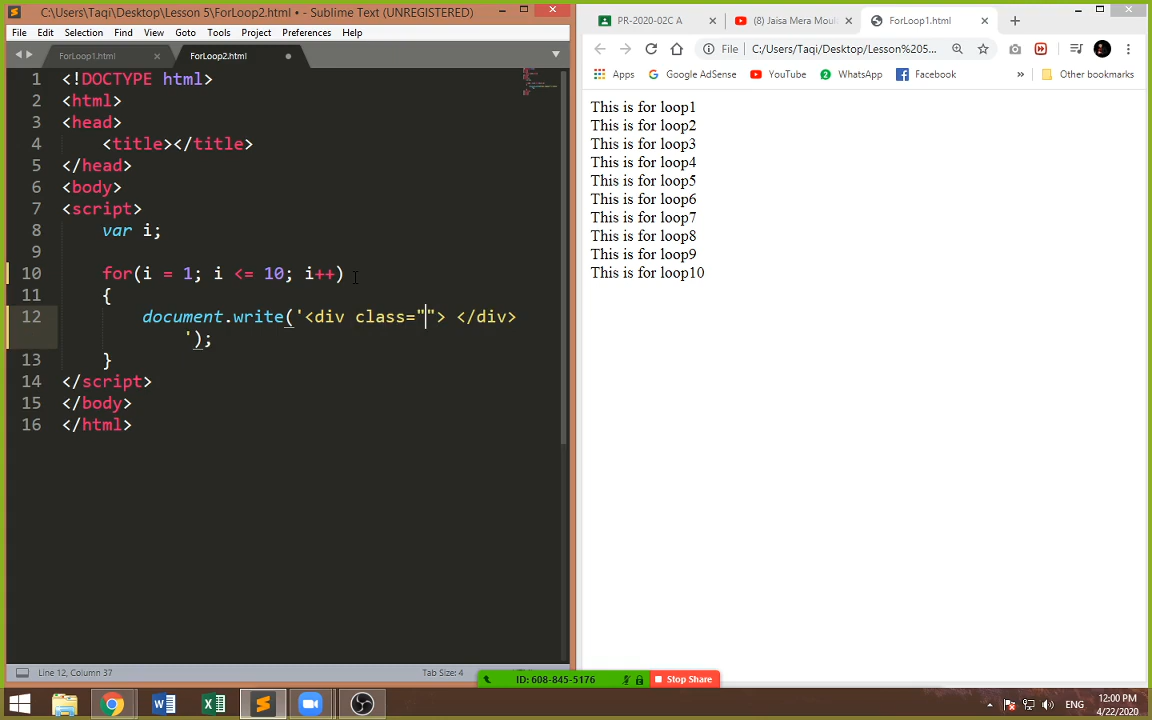 C:\Users\Taqi\Desktop\Lesson 5\ForLoop2.html • - Sublime Text (UNREGISTERED)
File Edit Selection Find View Goto Tools Project Preferences Help
ForLoop1.html ForLoop2.html
1 <!DOCTYPE html>
2 <html>
3 <head>
4 <title></title>
5 </head>
6 <body>
7 <script>
8 var i;
9
10 for(i = 1; i <= 10; i++)
11 {
12 document.write('<div class=""> </div>
');
13 }
14 </script>
15 </body>
16 </html>
Line 12, Column 37
Tab Size: 4
PR-2020-02C A
(8) Jaisa Mera Moul
ForLoop1.html
File C:/Users/Taqi/Desktop/Lesson%205...
Apps Google AdSense YouTube WhatsApp Facebook » Other bookmarks
This is for loop1
This is for loop2
This is for loop3
This is for loop4
This is for loop5
This is for loop6
This is for loop7
This is for loop8
This is for loop9
This is for loop10
ID: 608-845-5176 Stop Share
ENG
12:00 PM
4/22/2020